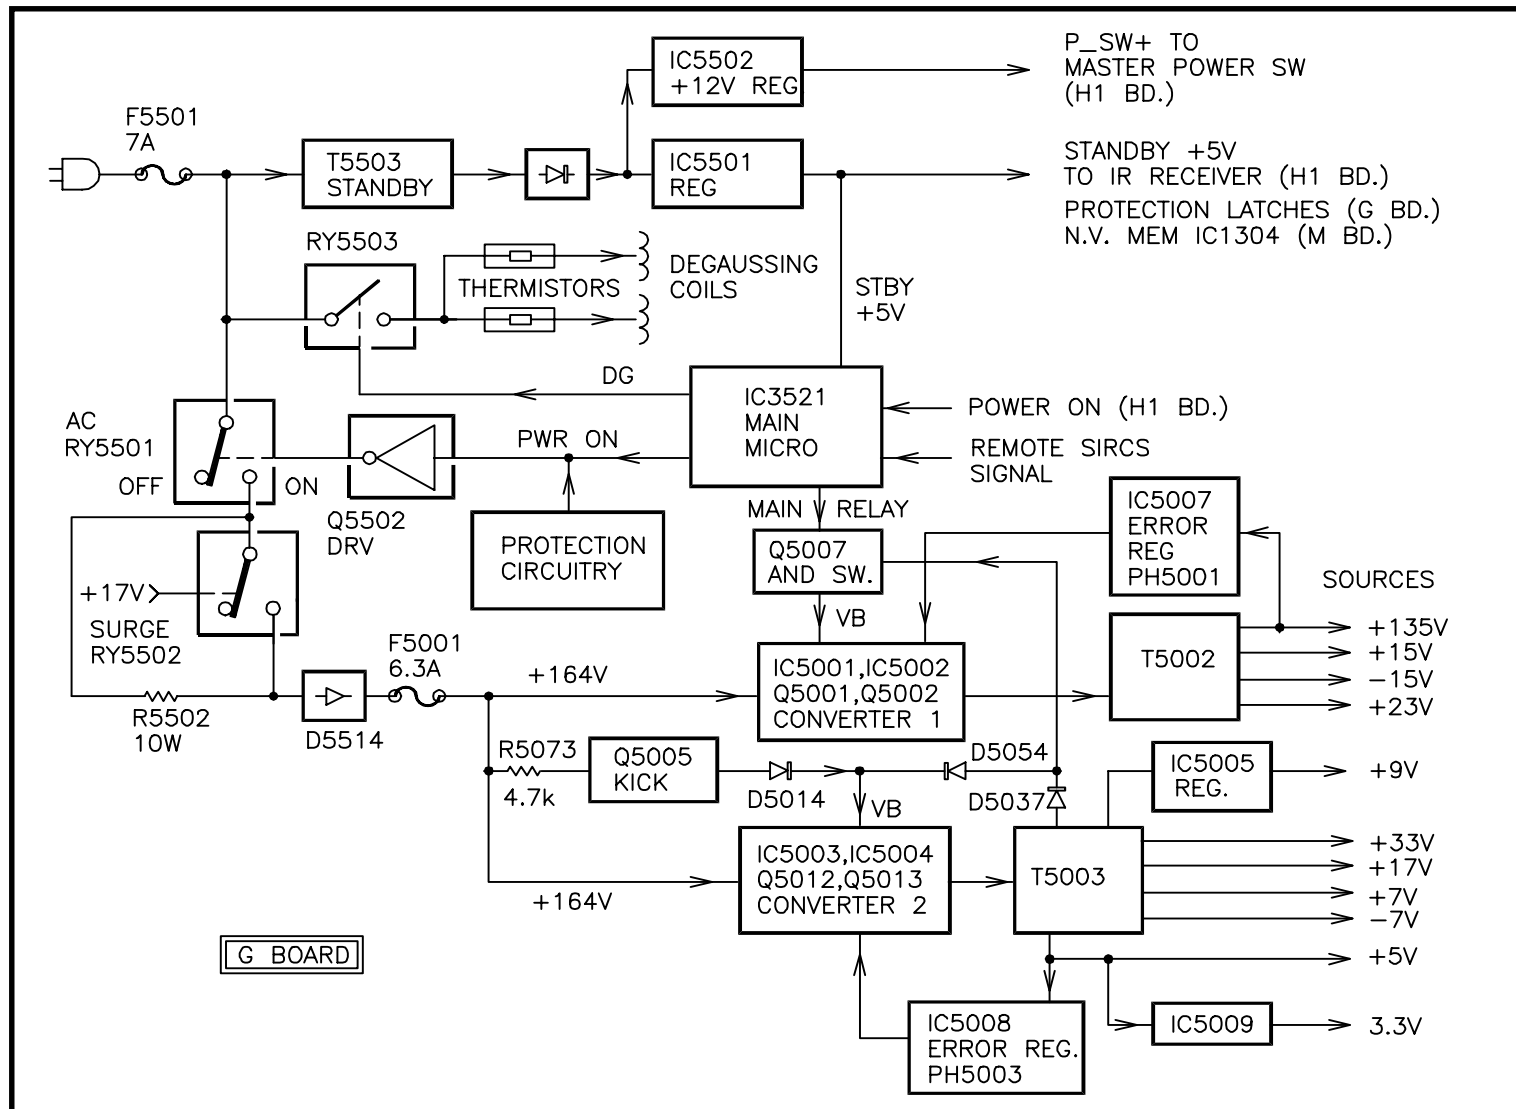 P_SW+ TO
MASTER POWER SW
(H1 BD.)
IC5502
+12V REG
F5501
7A
T5503
STANDBY
IC5501
REG
STANDBY +5V
TO IR RECEIVER (H1 BD.)
PROTECTION LATCHES (G BD.)
N.V. MEM IC1304 (M BD.)
RY5503
THERMISTORS
DEGAUSSING
COILS
STBY
+5V
DG
IC3521
MAIN
MICRO
POWER ON (H1 BD.)
REMOTE SIRCS
SIGNAL
AC
RY5501
OFF
ON
PWR ON
Q5502
DRV
PROTECTION
CIRCUITRY
MAIN RELAY
Q5007
AND SW.
VB
IC5007
ERROR
REG
PH5001
SOURCES
+17V
SURGE
RY5502
F5001
6.3A
+164V
IC5001,IC5002
Q5001,Q5002
CONVERTER 1
T5002
+135V
+15V
-15V
+23V
R5502
10W
D5514
R5073
4.7k
Q5005
KICK
D5014
VB
D5054
D5037
IC5005
REG.
+9V
+164V
IC5003,IC5004
Q5012,Q5013
CONVERTER 2
T5003
+33V
+17V
+7V
-7V
+5V
G BOARD
IC5008
ERROR REG.
PH5003
IC5009
3.3V